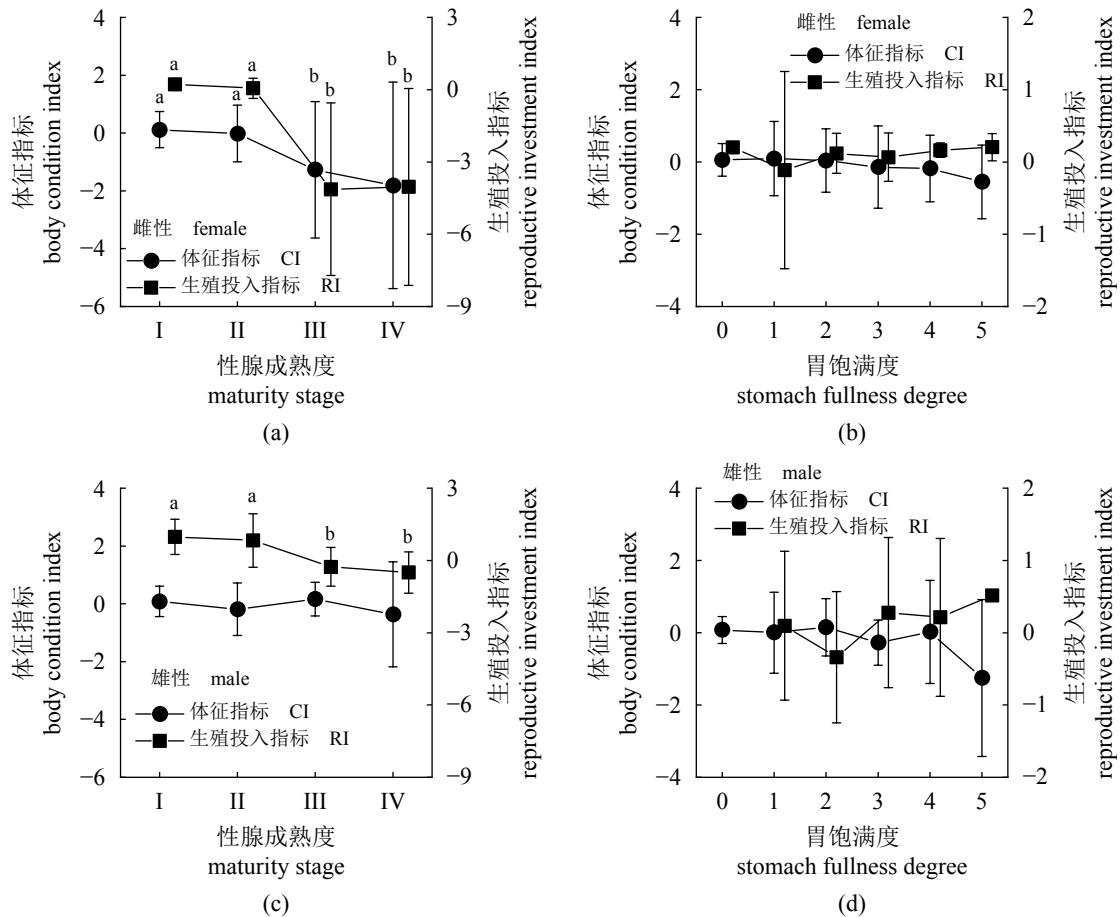 4
2
0
−2
−4
−6
体征指标
body condition index
a
a
a
a
b
b
b
b
雌性 female
体征指标 CI
生殖投入指标 RI
3
0
−3
−6
−9
生殖投入指标
reproductive investment index
I
II
III
IV
性腺成熟度
maturity stage
(a)
4
2
0
−2
−4
体征指标
body condition index
雌性 female
体征指标 CI
生殖投入指标 RI
2
1
0
−1
−2
生殖投入指标
reproductive investment index
0
1
2
3
4
5
胃饱满度
stomach fullness degree
(b)
4
2
0
−2
−4
−6
体征指标
body condition index
a
a
b
b
雄性 male
体征指标 CI
生殖投入指标 RI
3
0
−3
−6
−9
生殖投入指标
reproductive investment index
I
II
III
IV
性腺成熟度
maturity stage
(c)
4
2
0
−2
−4
体征指标
body condition index
雄性 male
体征指标 CI
生殖投入指标 RI
2
1
0
−1
−2
生殖投入指标
reproductive investment index
0
1
2
3
4
5
胃饱满度
stomach fullness degree
(d)